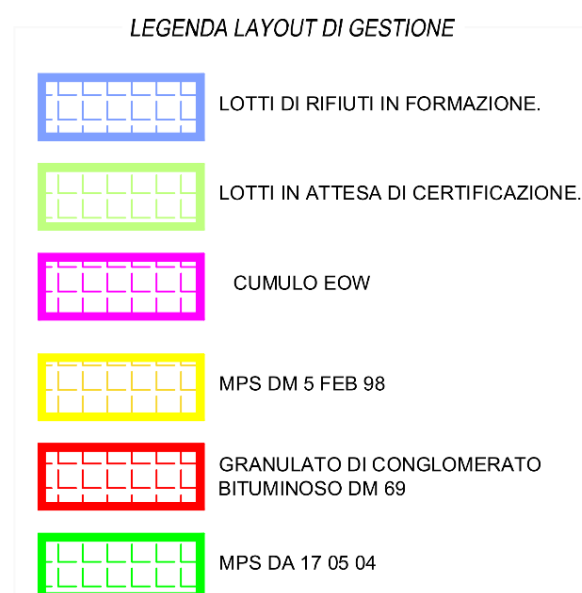 LEGENDA LAYOUT DI GESTIONE
LOTTI DI RIFIUTI IN FORMAZIONE.
LOTTI IN ATTESA DI CERTIFICAZIONE.
CUMULO EOW
MPS DM 5 FEB 98
GRANULATO DI CONGLOMERATO
BITUMINOSO DM 69
MPS DA 17 05 04